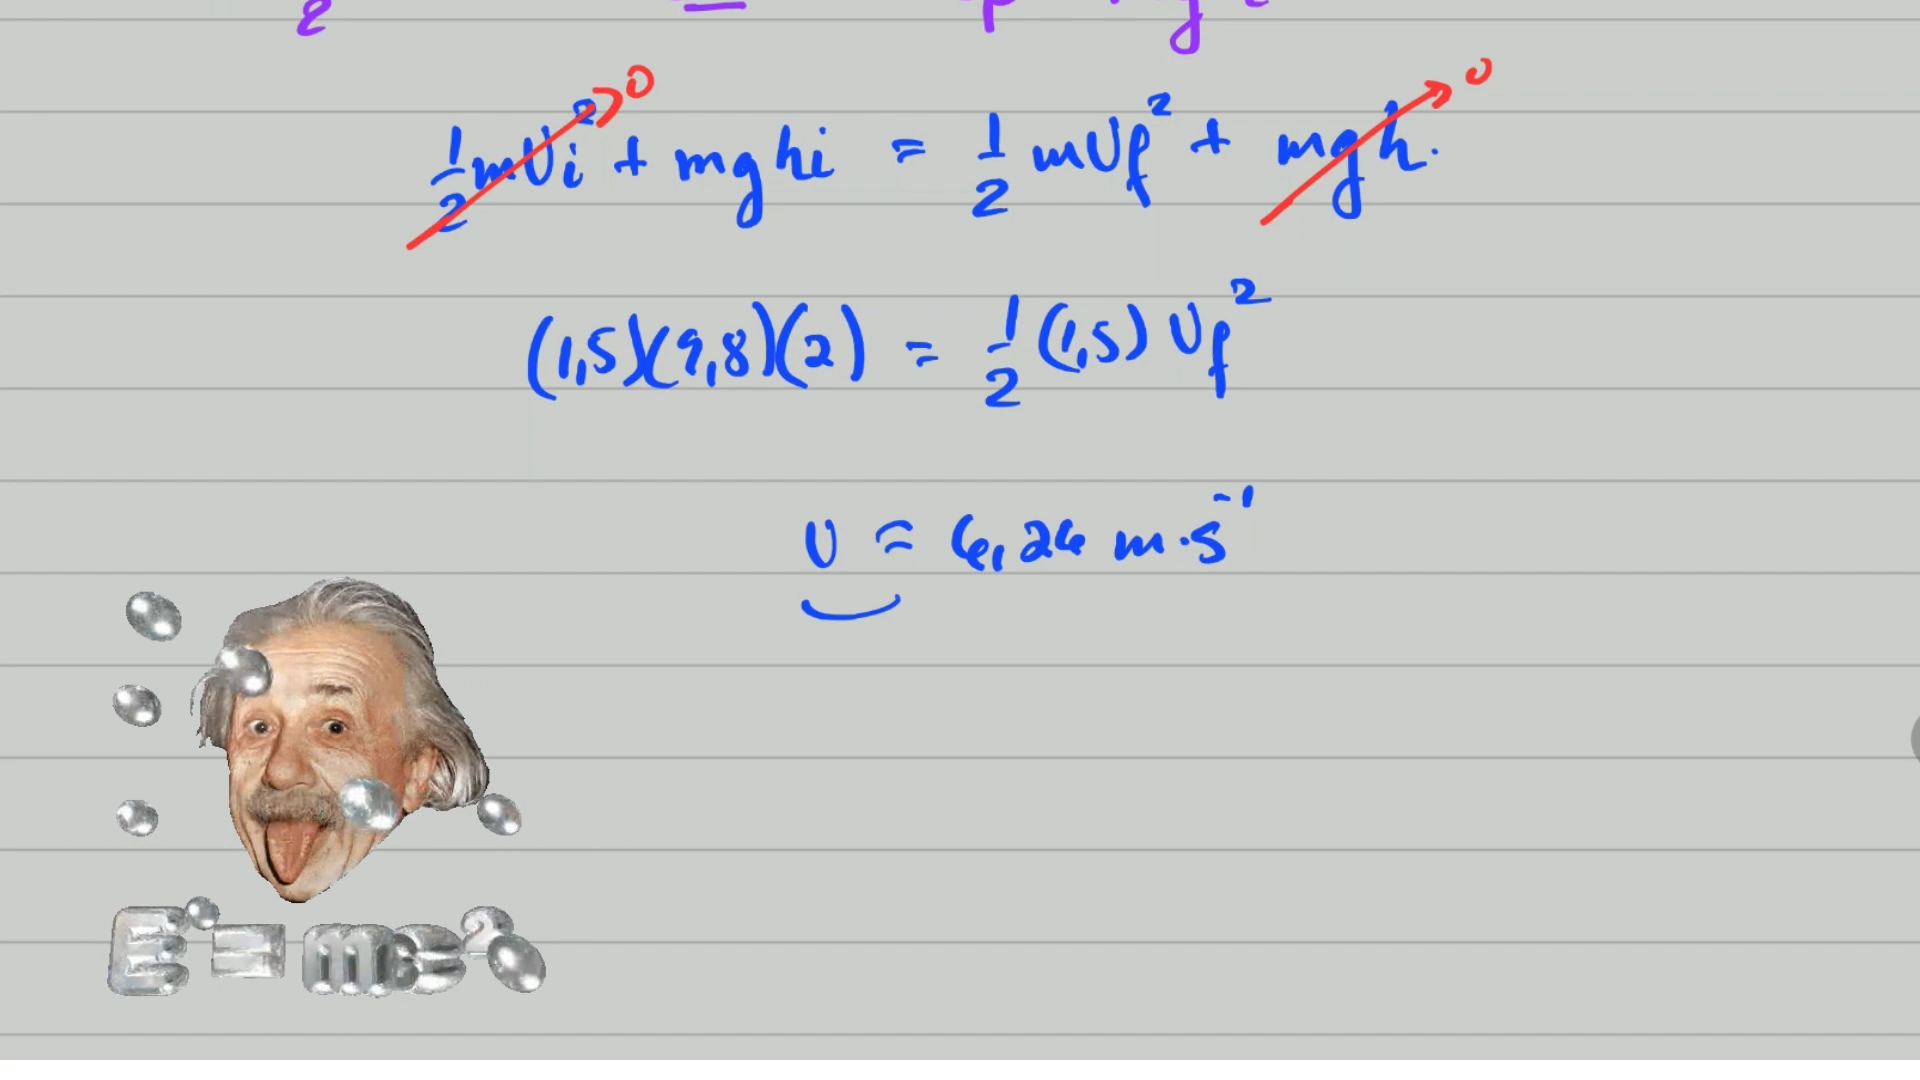 ½mvi² → 0 + mghi = ½mvf² + mgh. → 0
(1,5)(9,8)(2) = ½(1,5)vf²
v ≈ 6,26 m·s⁻¹
E = mc²